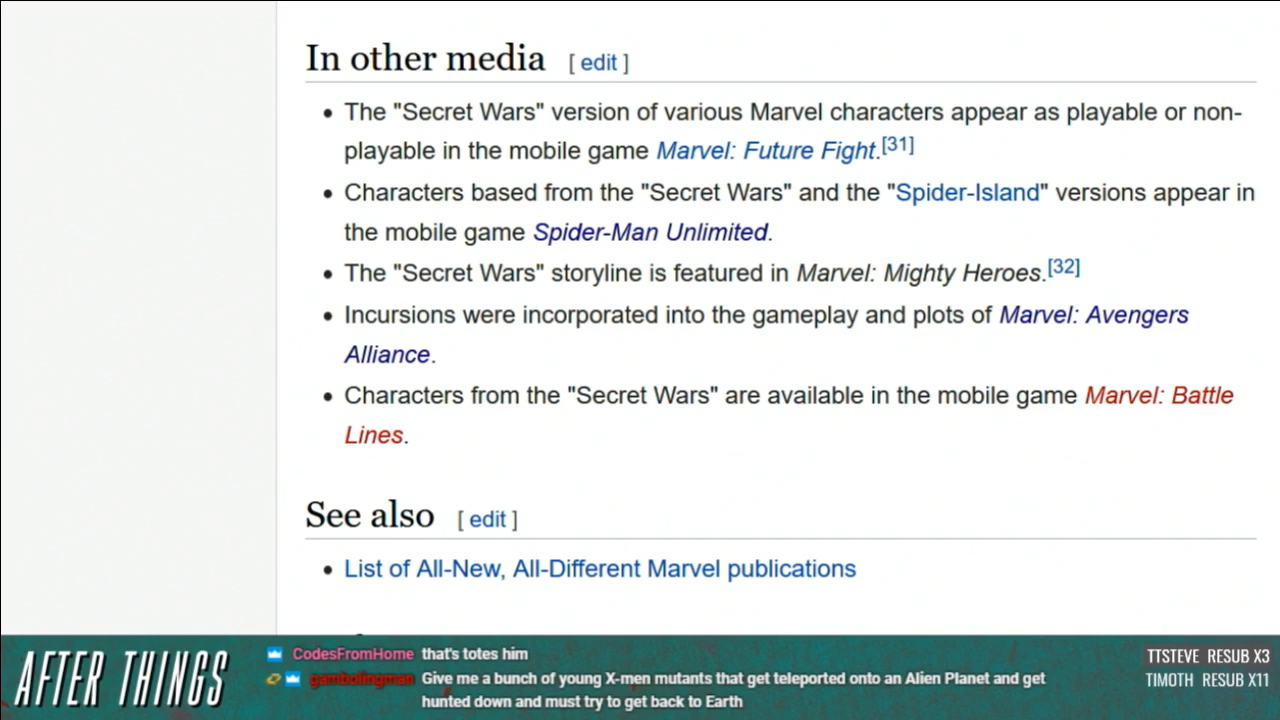 In other media [ edit ]
The "Secret Wars" version of various Marvel characters appear as playable or non-
playable in the mobile game Marvel: Future Fight.[31]
Characters based from the "Secret Wars" and the "Spider-Island" versions appear in
the mobile game Spider-Man Unlimited.
The "Secret Wars" storyline is featured in Marvel: Mighty Heroes.[32]
Incursions were incorporated into the gameplay and plots of Marvel: Avengers
Alliance.
Characters from the "Secret Wars" are available in the mobile game Marvel: Battle
Lines.
See also [ edit ]
List of All-New, All-Different Marvel publications
AFTER THINGS
CodesFromHome that's totes him
gambolingman Give me a bunch of young X-men mutants that get teleported onto an Alien Planet and get
hunted down and must try to get back to Earth
TTSTEVE RESUB X3
TIMOTH RESUB X11